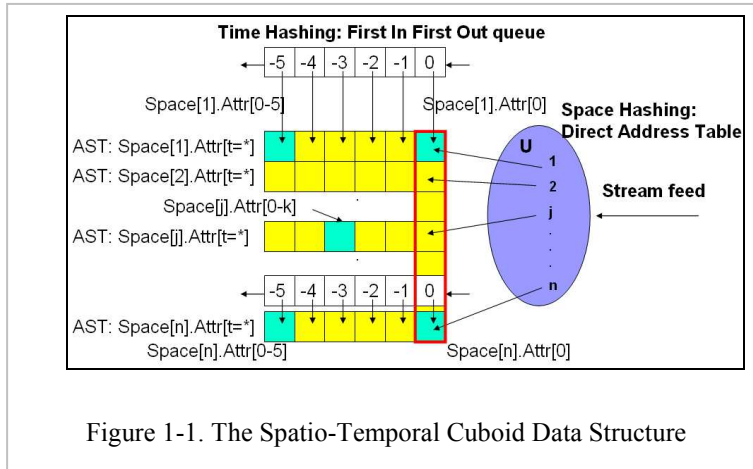 Time Hashing: First In First Out queue
-5 -4 -3 -2 -1 0
Space[1].Attr[0-5] Space[1].Attr[0]
Space Hashing:
Direct Address Table
AST: Space[1].Attr[t=*]
U
1
AST: Space[2].Attr[t=*]
2
Stream feed
Space[j].Attr[0-k]
j
AST: Space[j].Attr[t=*]
-5 -4 -3 -2 -1 0
n
AST: Space[n].Attr[t=*]
Space[n].Attr[0-5] Space[n].Attr[0]
Figure 1-1. The Spatio-Temporal Cuboid Data Structure